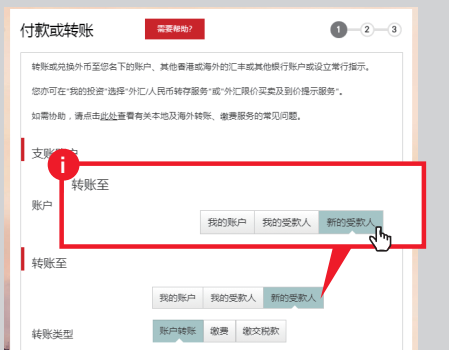 付款或转账
需要帮助?
1 2 3
转账或兑换外币至您名下的账户、其他香港或海外的汇丰或其他银行账户或设立常行指示。
您亦可在"我的投资"选择"外汇/人民币转存服务"或"外汇限价买卖及到价提示服务"。
如需协助，请点击此处查看有关本地及海外转账、缴费服务的常见问题。
支账
i
转账至
账户
我的账户 我的受款人 新的受款人
转账至
我的账户 我的受款人 新的受款人
转账类型
账户转账 缴费 缴交税款